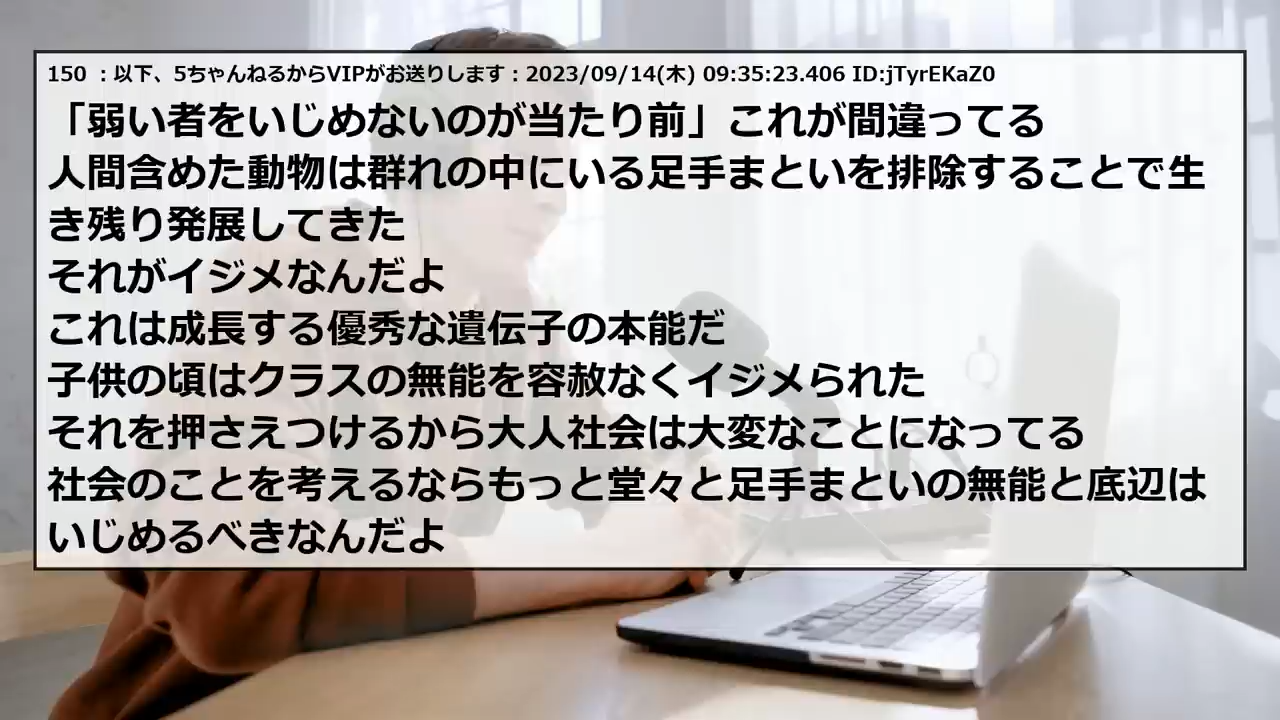 150 ：以下、5ちゃんねるからVIPがお送りします：2023/09/14(木) 09:35:23.406 ID:jTyrEKaZ0
「弱い者をいじめないのが当たり前」これが間違ってる
人間含めた動物は群れの中にいる足手まといを排除することで生
き残り発展してきた
それがイジメなんだよ
これは成長する優秀な遺伝子の本能だ
子供の頃はクラスの無能を容赦なくイジメられた
それを押さえつけるから大人社会は大変なことになってる
社会のことを考えるならもっと堂々と足手まといの無能と底辺は
いじめるべきなんだよ